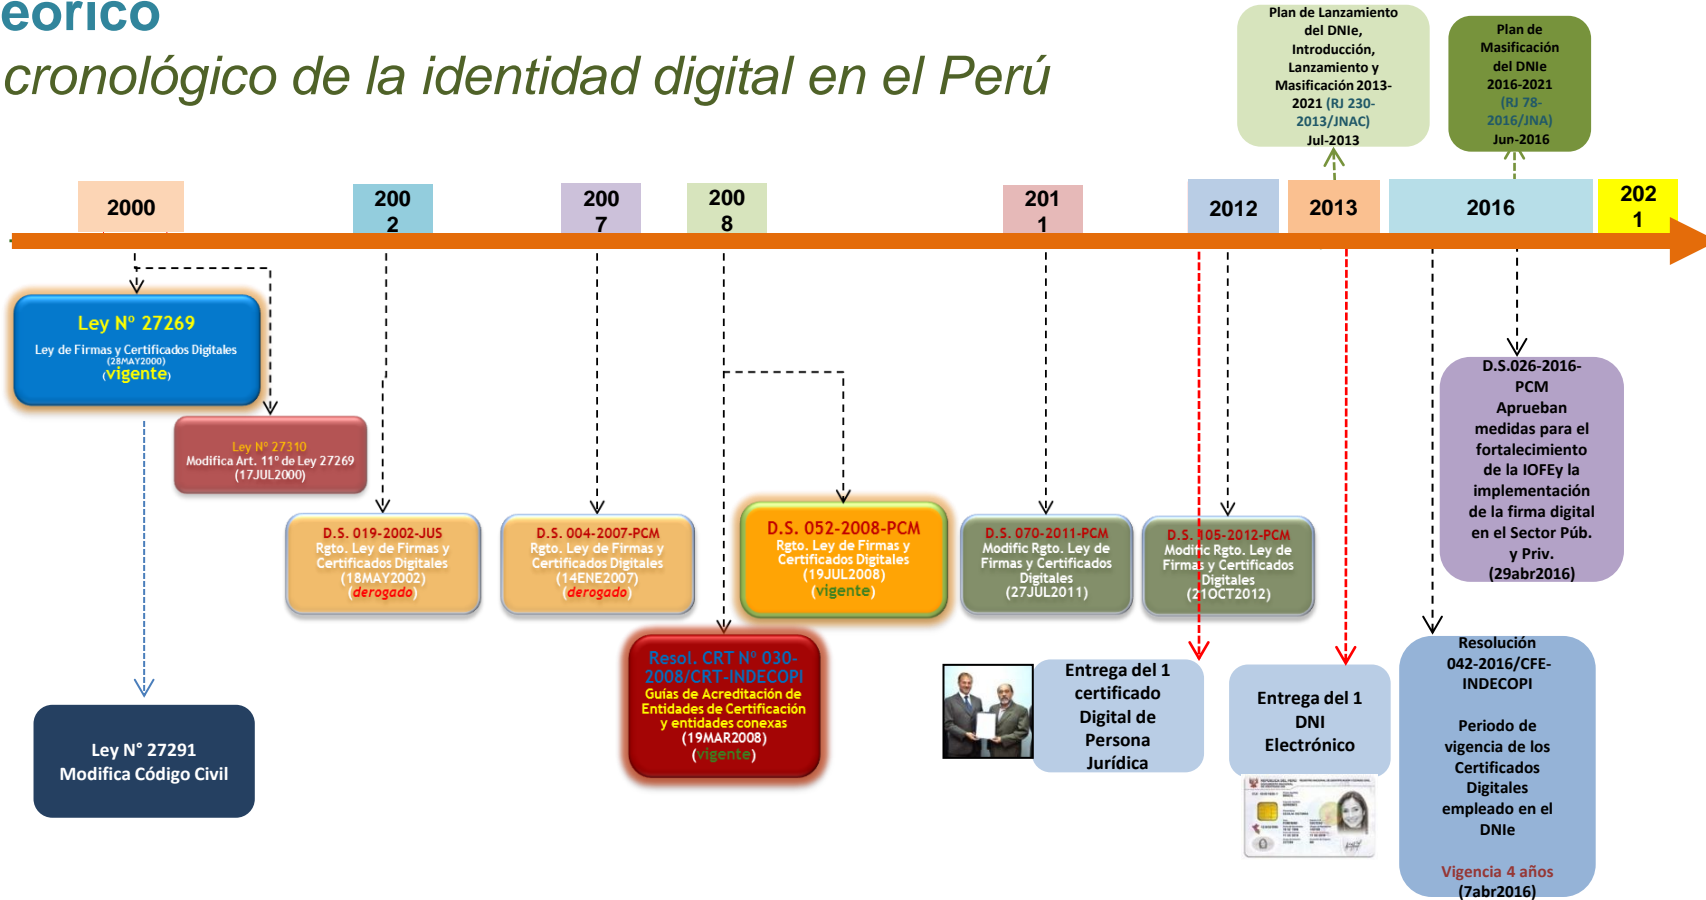 eórico
cronológico de la identidad digital en el Perú
Plan de Lanzamiento
del DNIe,
Introducción,
Lanzamiento y
Masificación 2013-
2021 (RJ 230-
2013/JNAC)
Jul-2013
Plan de
Masificación
del DNIe
2016-2021
(RJ 78-
2016/JNA)
Jun-2016
2000
200
2
200
7
200
8
201
1
2012
2013
2016
202
1
Ley Nº 27269
Ley de Firmas y Certificados Digitales
(28MAY2000)
(vigente)
Ley Nº 27310
Modifica Art. 11º de Ley 27269
(17JUL2000)
Ley N° 27291
Modifica Código Civil
D.S. 019-2002-JUS
Rgto. Ley de Firmas y
Certificados Digitales
(18MAY2002)
(derogado)
D.S. 004-2007-PCM
Rgto. Ley de Firmas y
Certificados Digitales
(14ENE2007)
(derogado)
Resol. CRT Nº 030-
2008/CRT-INDECOPI
Guías de Acreditación de
Entidades de Certificación
y entidades conexas
(19MAR2008)
(vigente)
D.S. 052-2008-PCM
Rgto. Ley de Firmas y
Certificados Digitales
(19JUL2008)
(vigente)
D.S. 070-2011-PCM
Modific Rgto. Ley de
Firmas y Certificados
Digitales
(27JUL2011)
D.S. 105-2012-PCM
Modific Rgto. Ley de
Firmas y Certificados
Digitales
(21OCT2012)
Entrega del 1
certificado
Digital de
Persona
Jurídica
Entrega del 1
DNI
Electrónico
D.S.026-2016-
PCM
Aprueban
medidas para el
fortalecimiento
de la IOFEy la
implementación
de la firma digital
en el Sector Púb.
y Priv.
(29abr2016)
Resolución
042-2016/CFE-
INDECOPI
Periodo de
vigencia de los
Certificados
Digitales
empleado en el
DNIe
Vigencia 4 años
(7abr2016)